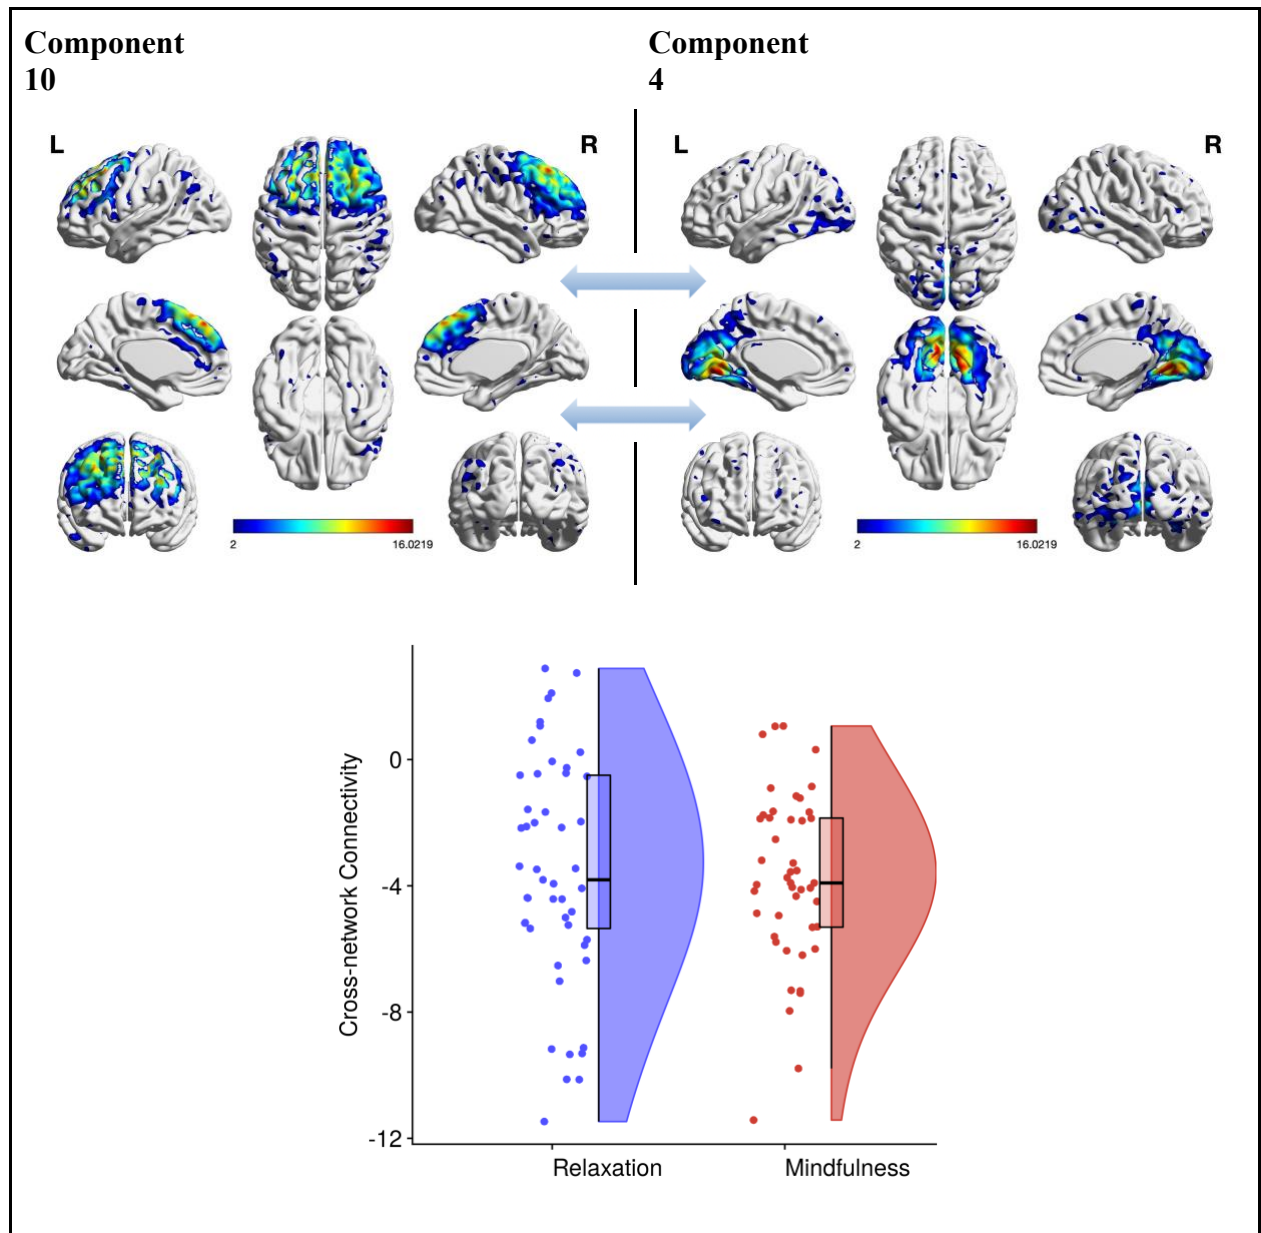 Component
10
Component
4
L
R
L
R
2
16.0219
2
16.0219
Cross-network Connectivity
0
-4
-8
-12
Relaxation
Mindfulness